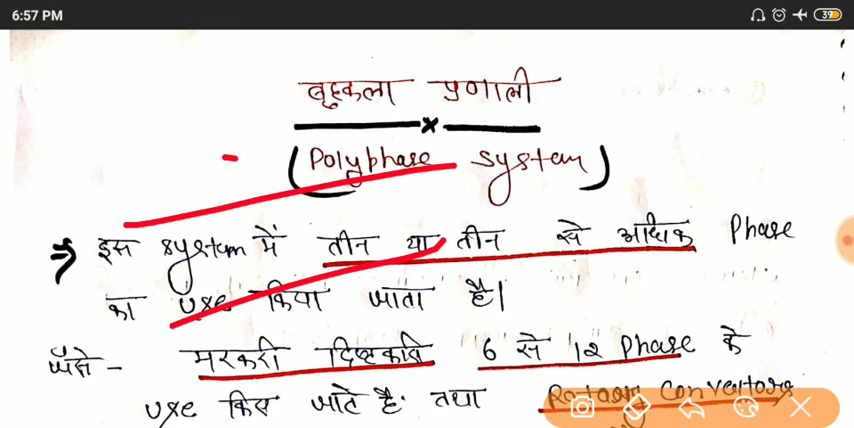 6:57 PM
39
बहुकला प्रणाली
(Polyphase system)
⇒ इस system में तीन या तीन से अधिक Phase
का use किया जाता है।
जैसे - मरकरी दिष्टकारी 6 से 12 Phase के
use किए जाते है. तथा Rotary Convertors